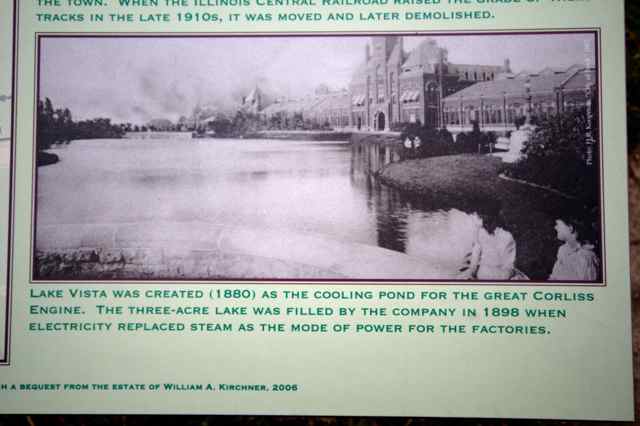 THE TOWN. WHEN THE ILLINOIS CENTRAL RAILROAD RAISED THE GRADE OF THEIR
TRACKS IN THE LATE 1910S, IT WAS MOVED AND LATER DEMOLISHED.
LAKE VISTA WAS CREATED (1880) AS THE COOLING POND FOR THE GREAT CORLISS
ENGINE. THE THREE-ACRE LAKE WAS FILLED BY THE COMPANY IN 1898 WHEN
ELECTRICITY REPLACED STEAM AS THE MODE OF POWER FOR THE FACTORIES.
H A BEQUEST FROM THE ESTATE OF WILLIAM A. KIRCHNER, 2006